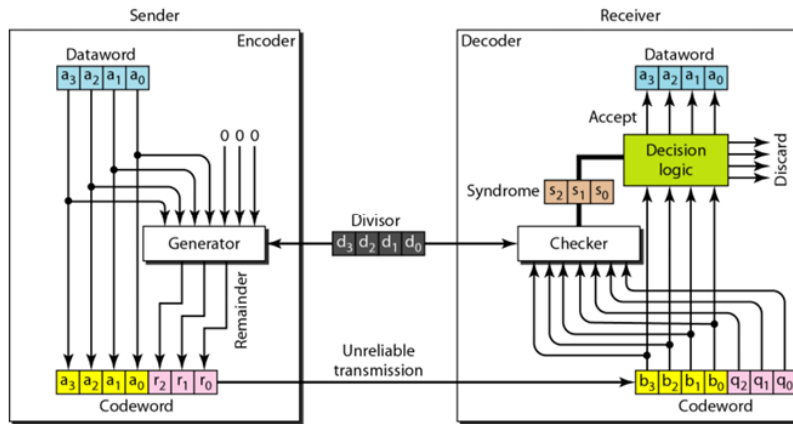 Sender
Receiver
Encoder
Decoder
Dataword
a3 a2 a1 a0
0 0 0
Generator
Remainder
a3 a2 a1 a0 r2 r1 r0
Codeword
Divisor
d3 d2 d1 d0
Unreliable
transmission
Dataword
a3 a2 a1 a0
Accept
Decision
logic
Discard
Syndrome
s2 s1 s0
Checker
b3 b2 b1 b0 q2 q1 q0
Codeword